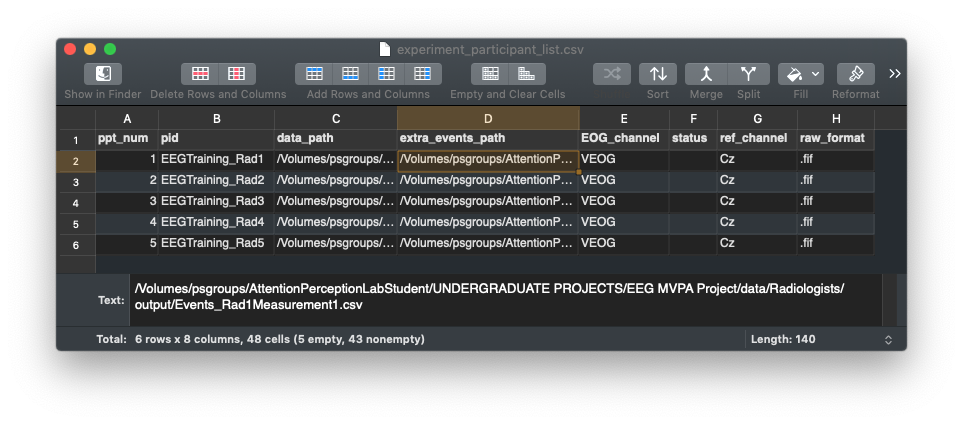 experiment_participant_list.csv
Show in Finder Delete Rows and Columns Add Rows and Columns Empty and Clear Cells Sort Merge Split Fill Reformat
A B C D E F G H
1 ppt_num pid data_path extra_events_path EOG_channel status ref_channel raw_format
2 1 EEGTraining_Rad1 /Volumes/psgroups/... /Volumes/psgroups/AttentionP... VEOG Cz .fif
3 2 EEGTraining_Rad2 /Volumes/psgroups/... /Volumes/psgroups/AttentionP... VEOG Cz .fif
4 3 EEGTraining_Rad3 /Volumes/psgroups/... /Volumes/psgroups/AttentionP... VEOG Cz .fif
5 4 EEGTraining_Rad4 /Volumes/psgroups/... /Volumes/psgroups/AttentionP... VEOG Cz .fif
6 5 EEGTraining_Rad5 /Volumes/psgroups/... /Volumes/psgroups/AttentionP... VEOG Cz .fif
Text: /Volumes/psgroups/AttentionPerceptionLabStudent/UNDERGRADUATE PROJECTS/EEG MVPA Project/data/Radiologists/
output/Events_Rad1Measurement1.csv
Total: 6 rows x 8 columns, 48 cells (5 empty, 43 nonempty) Length: 140